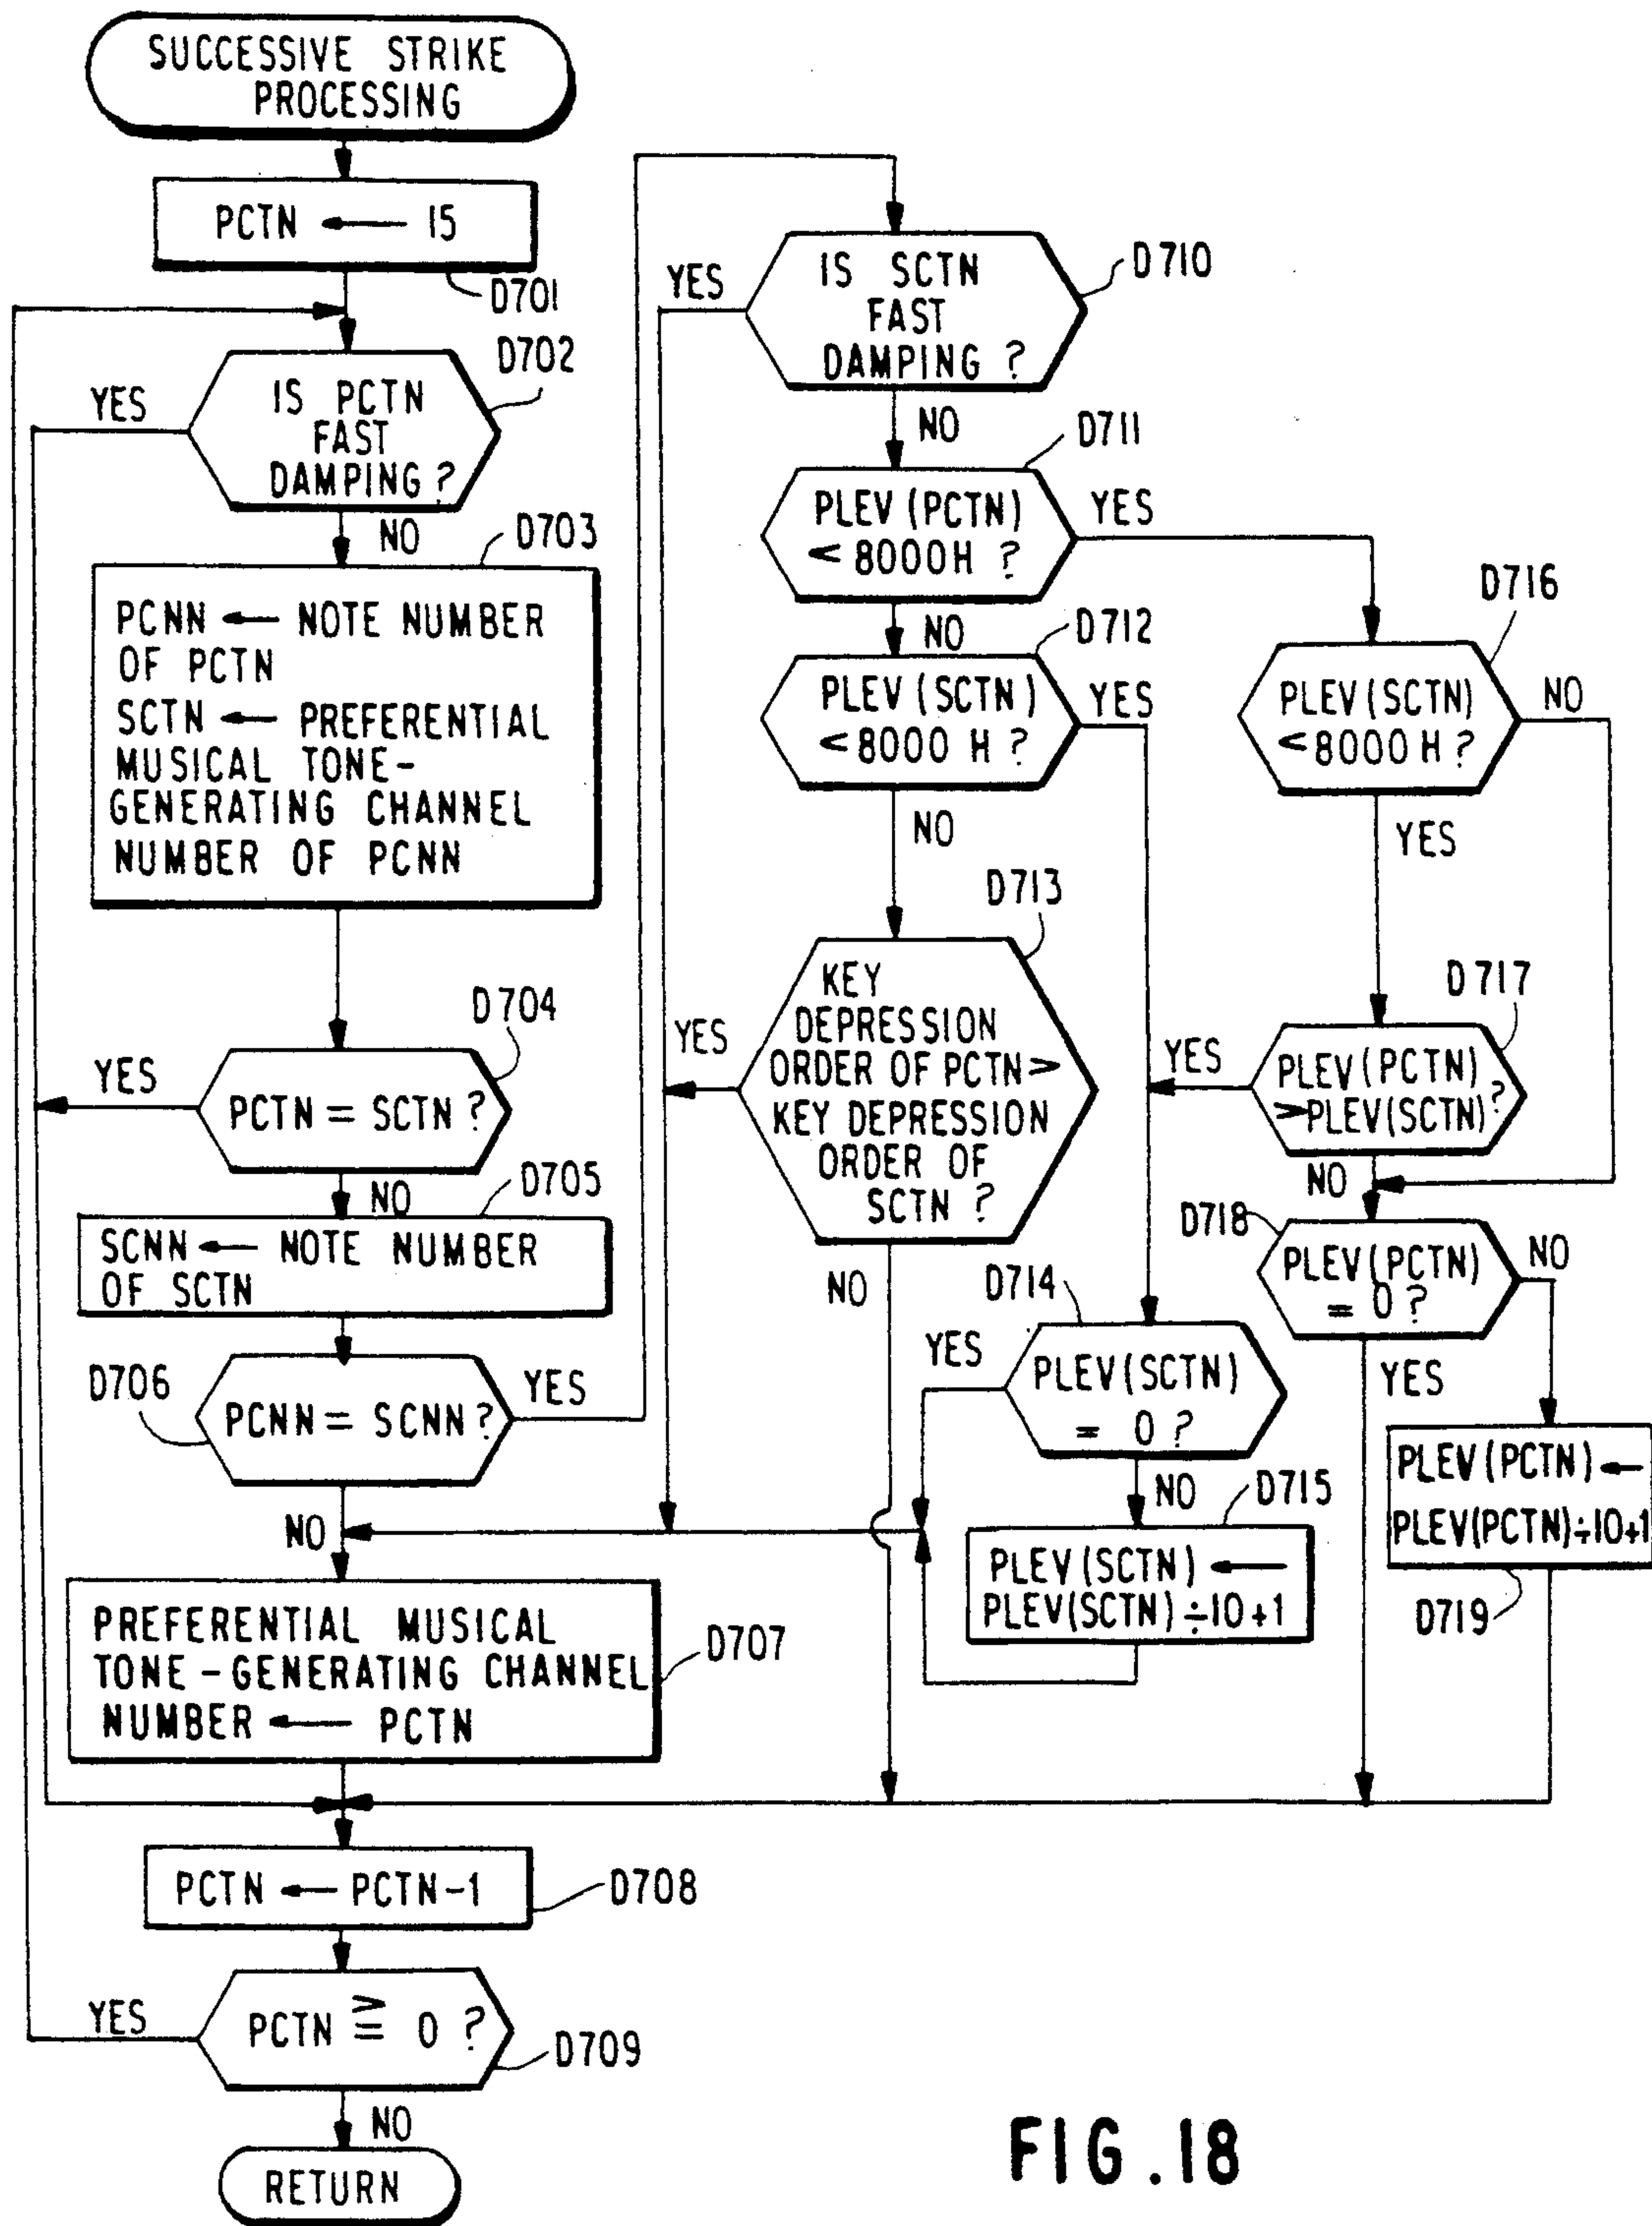 SUCCESSIVE STRIKE
PROCESSING
PCTN ← 15
D701
D702
YES
IS PCTN
FAST
DAMPING ?
NO
D703
PCNN ← NOTE NUMBER
OF PCTN
SCTN ← PREFERENTIAL
MUSICAL TONE-
GENERATING CHANNEL
NUMBER OF PCNN
D704
YES
PCTN = SCTN ?
NO
D705
SCNN ← NOTE NUMBER
OF SCTN
D706
PCNN = SCNN ?
YES
NO
PREFERENTIAL MUSICAL
TONE-GENERATING CHANNEL
NUMBER ← PCTN
D707
PCTN ← PCTN-1
D708
YES
PCTN ≧ 0 ?
D709
NO
RETURN
D710
YES
IS SCTN
FAST
DAMPING ?
NO
D711
PLEV (PCTN)
< 8000H ?
YES
NO
D712
PLEV (SCTN)
< 8000 H ?
YES
NO
D713
YES
KEY
DEPRESSION
ORDER OF PCTN >
KEY DEPRESSION
ORDER OF
SCTN ?
NO
D714
YES
PLEV(SCTN)
= 0 ?
NO
D715
PLEV(SCTN) ←
PLEV(SCTN) ÷10+1
D716
PLEV(SCTN)
< 8000 H ?
NO
YES
D717
YES
PLEV(PCTN)
>PLEV(SCTN) ?
NO
D718
PLEV(PCTN)
= 0 ?
NO
YES
PLEV(PCTN) ←
PLEV(PCTN)÷10+1
D719
FIG.18